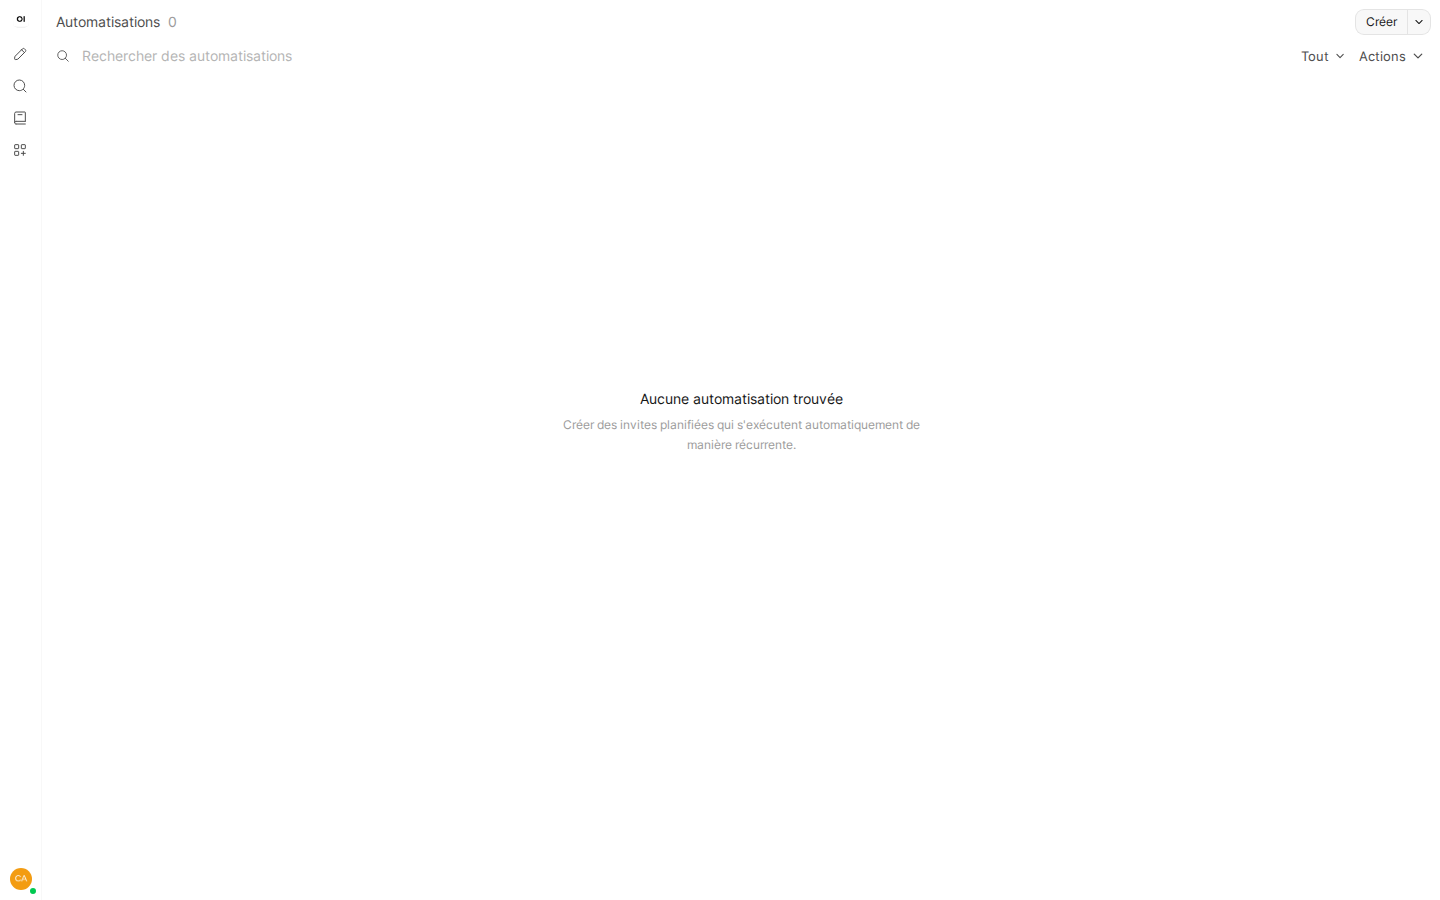 OI
Automatisations 0
Créer
Rechercher des automatisations
Tout
Actions
Aucune automatisation trouvée
Créer des invites planifiées qui s'exécutent automatiquement de
manière récurrente.
CA